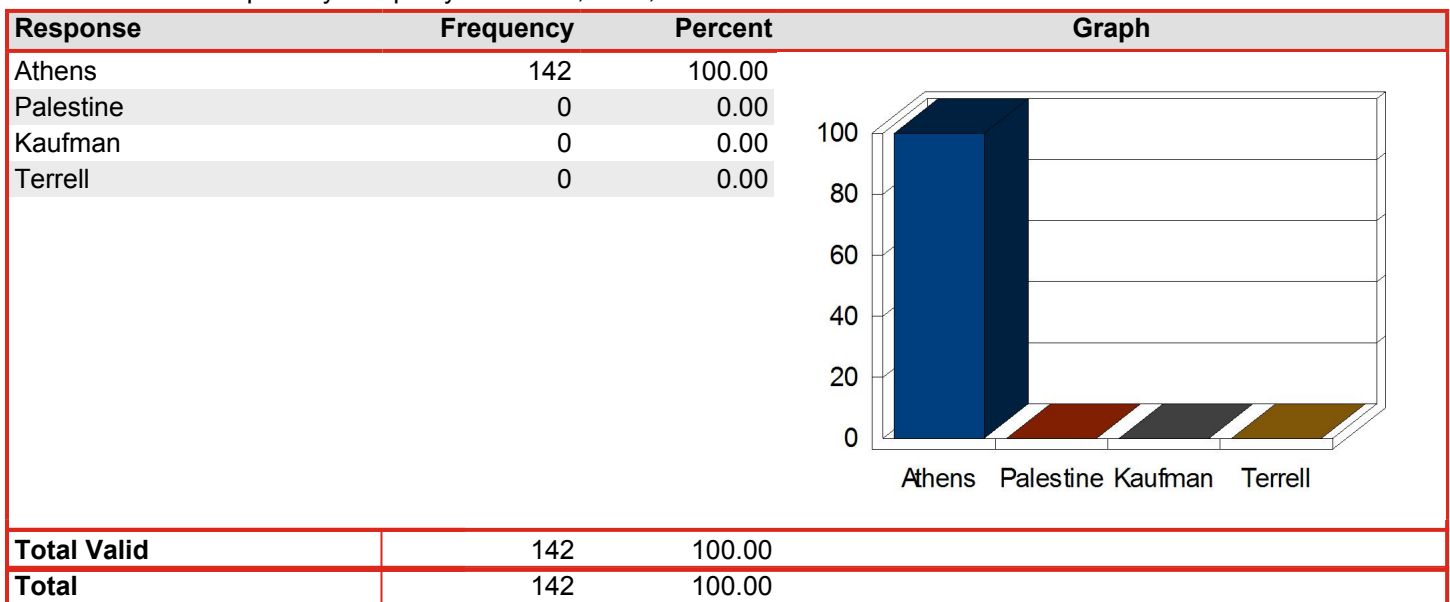 Response Frequency Percent Graph
Athens 142 100.00
Palestine 0 0.00
Kaufman 0 0.00
Terrell 0 0.00
100
80
60
40
20
0
Athens Palestine Kaufman Terrell
Total Valid 142 100.00
Total 142 100.00